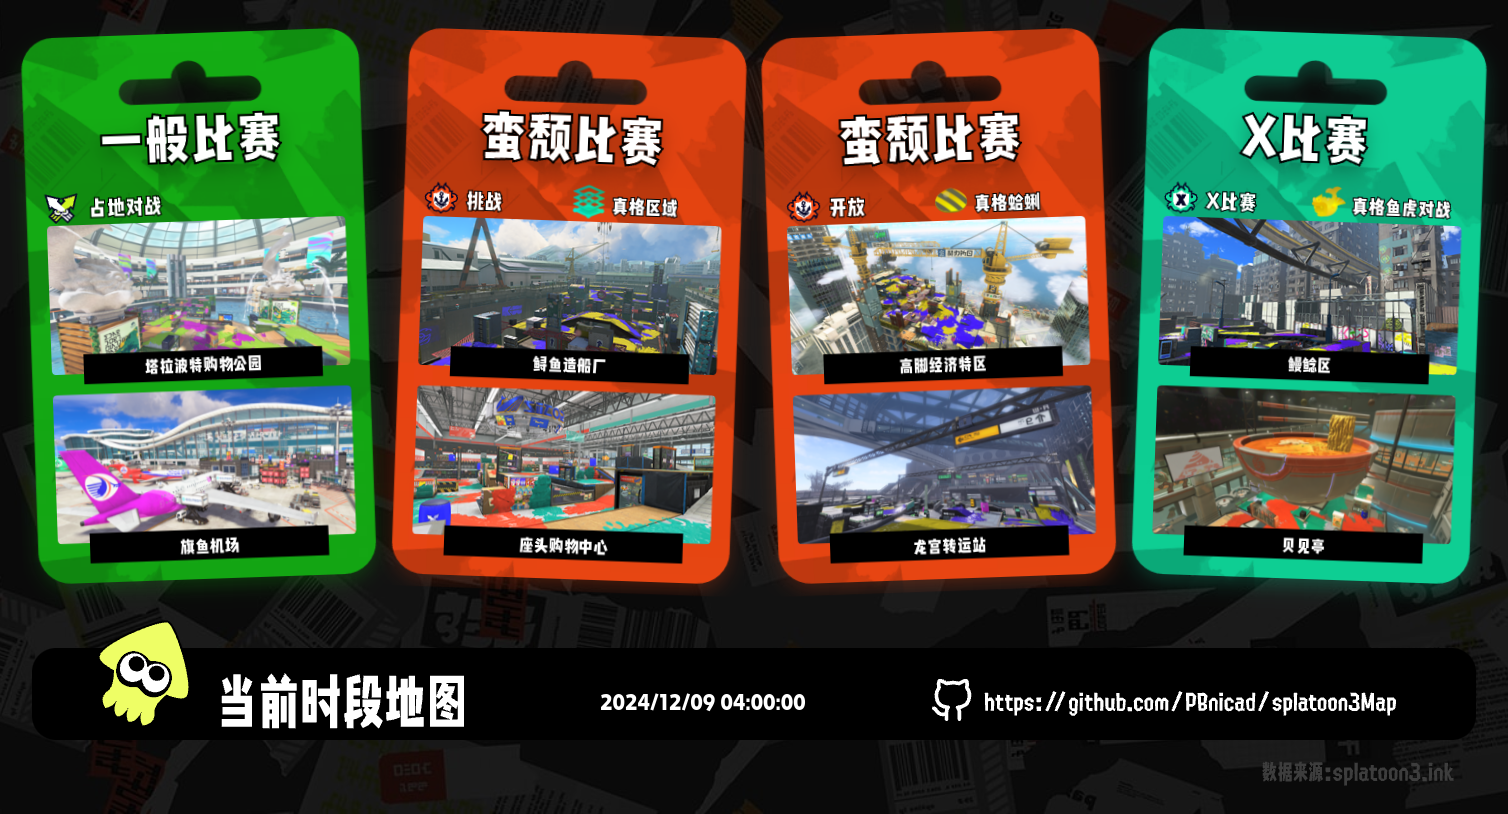 一般比赛
占地对战
塔拉波特购物公园
旗鱼机场
蛮颓比赛
挑战
真格区域
鲟鱼造船厂
座头购物中心
蛮颓比赛
开放
真格蛤蜊
高脚经济特区
龙宫转运站
X比赛
X比赛
真格鱼虎对战
鳗鲶区
贝见亭
当前时段地图
2024/12/09 04:00:00
https://github.com/PBnicad/splatoon3Map
数据来源:splatoon3.ink